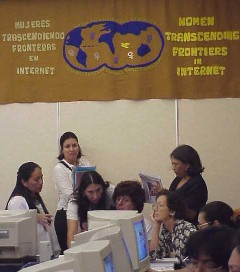 MUJERES
TRASCENDIENDO
FRONTERAS
EN
INTERNET
WOMEN
TRANSCENDING
FRONTIERS
IN
INTERNET